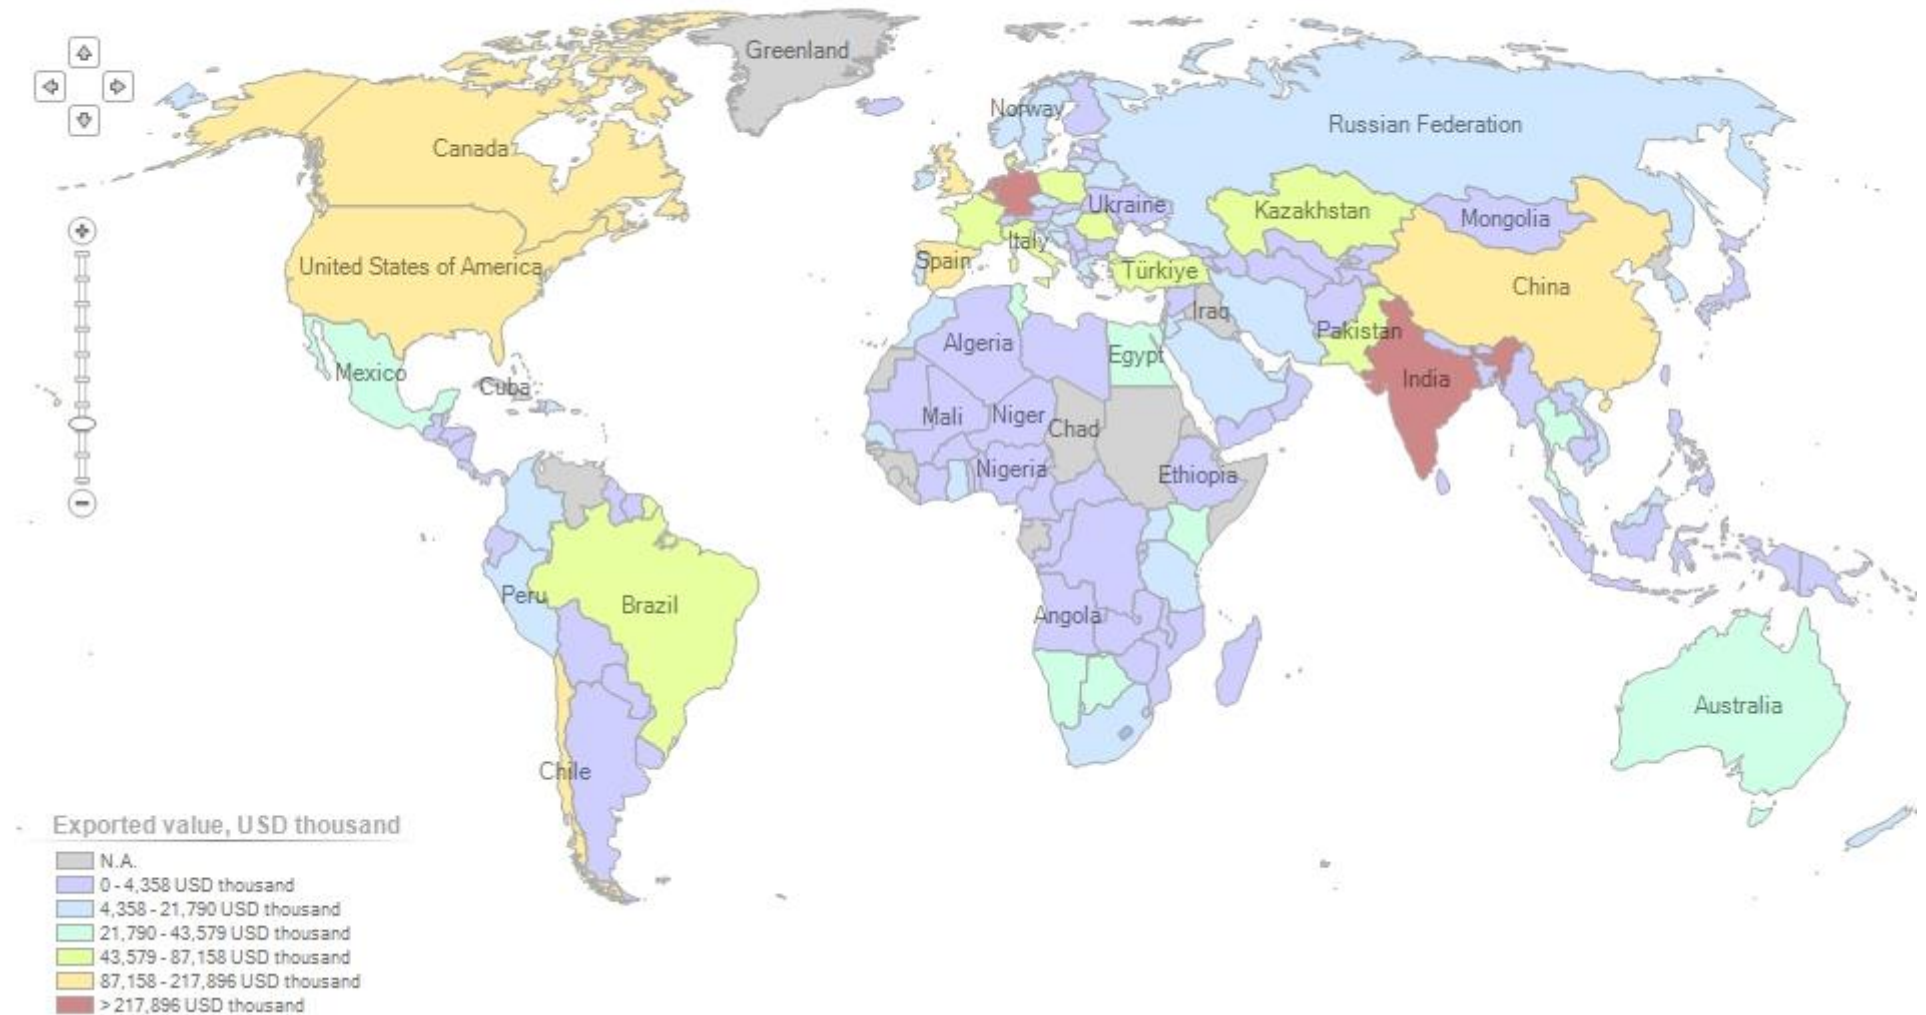 Greenland
Norway
Russian Federation
Canada
Ukraine
Kazakhstan
Mongolia
Italy
Spain
United States of America
Türkiye
China
Iraq
Pakistan
Algeria
Egypt
India
Mexico
Cuba
Mali
Niger
Chad
Nigeria
Ethiopia
Peru
Brazil
Angola
Australia
Chile
Exported value, USD thousand
N.A.
0 - 4,358 USD thousand
4,358 - 21,790 USD thousand
21,790 - 43,579 USD thousand
43,579 - 87,158 USD thousand
87,158 - 217,896 USD thousand
> 217,896 USD thousand